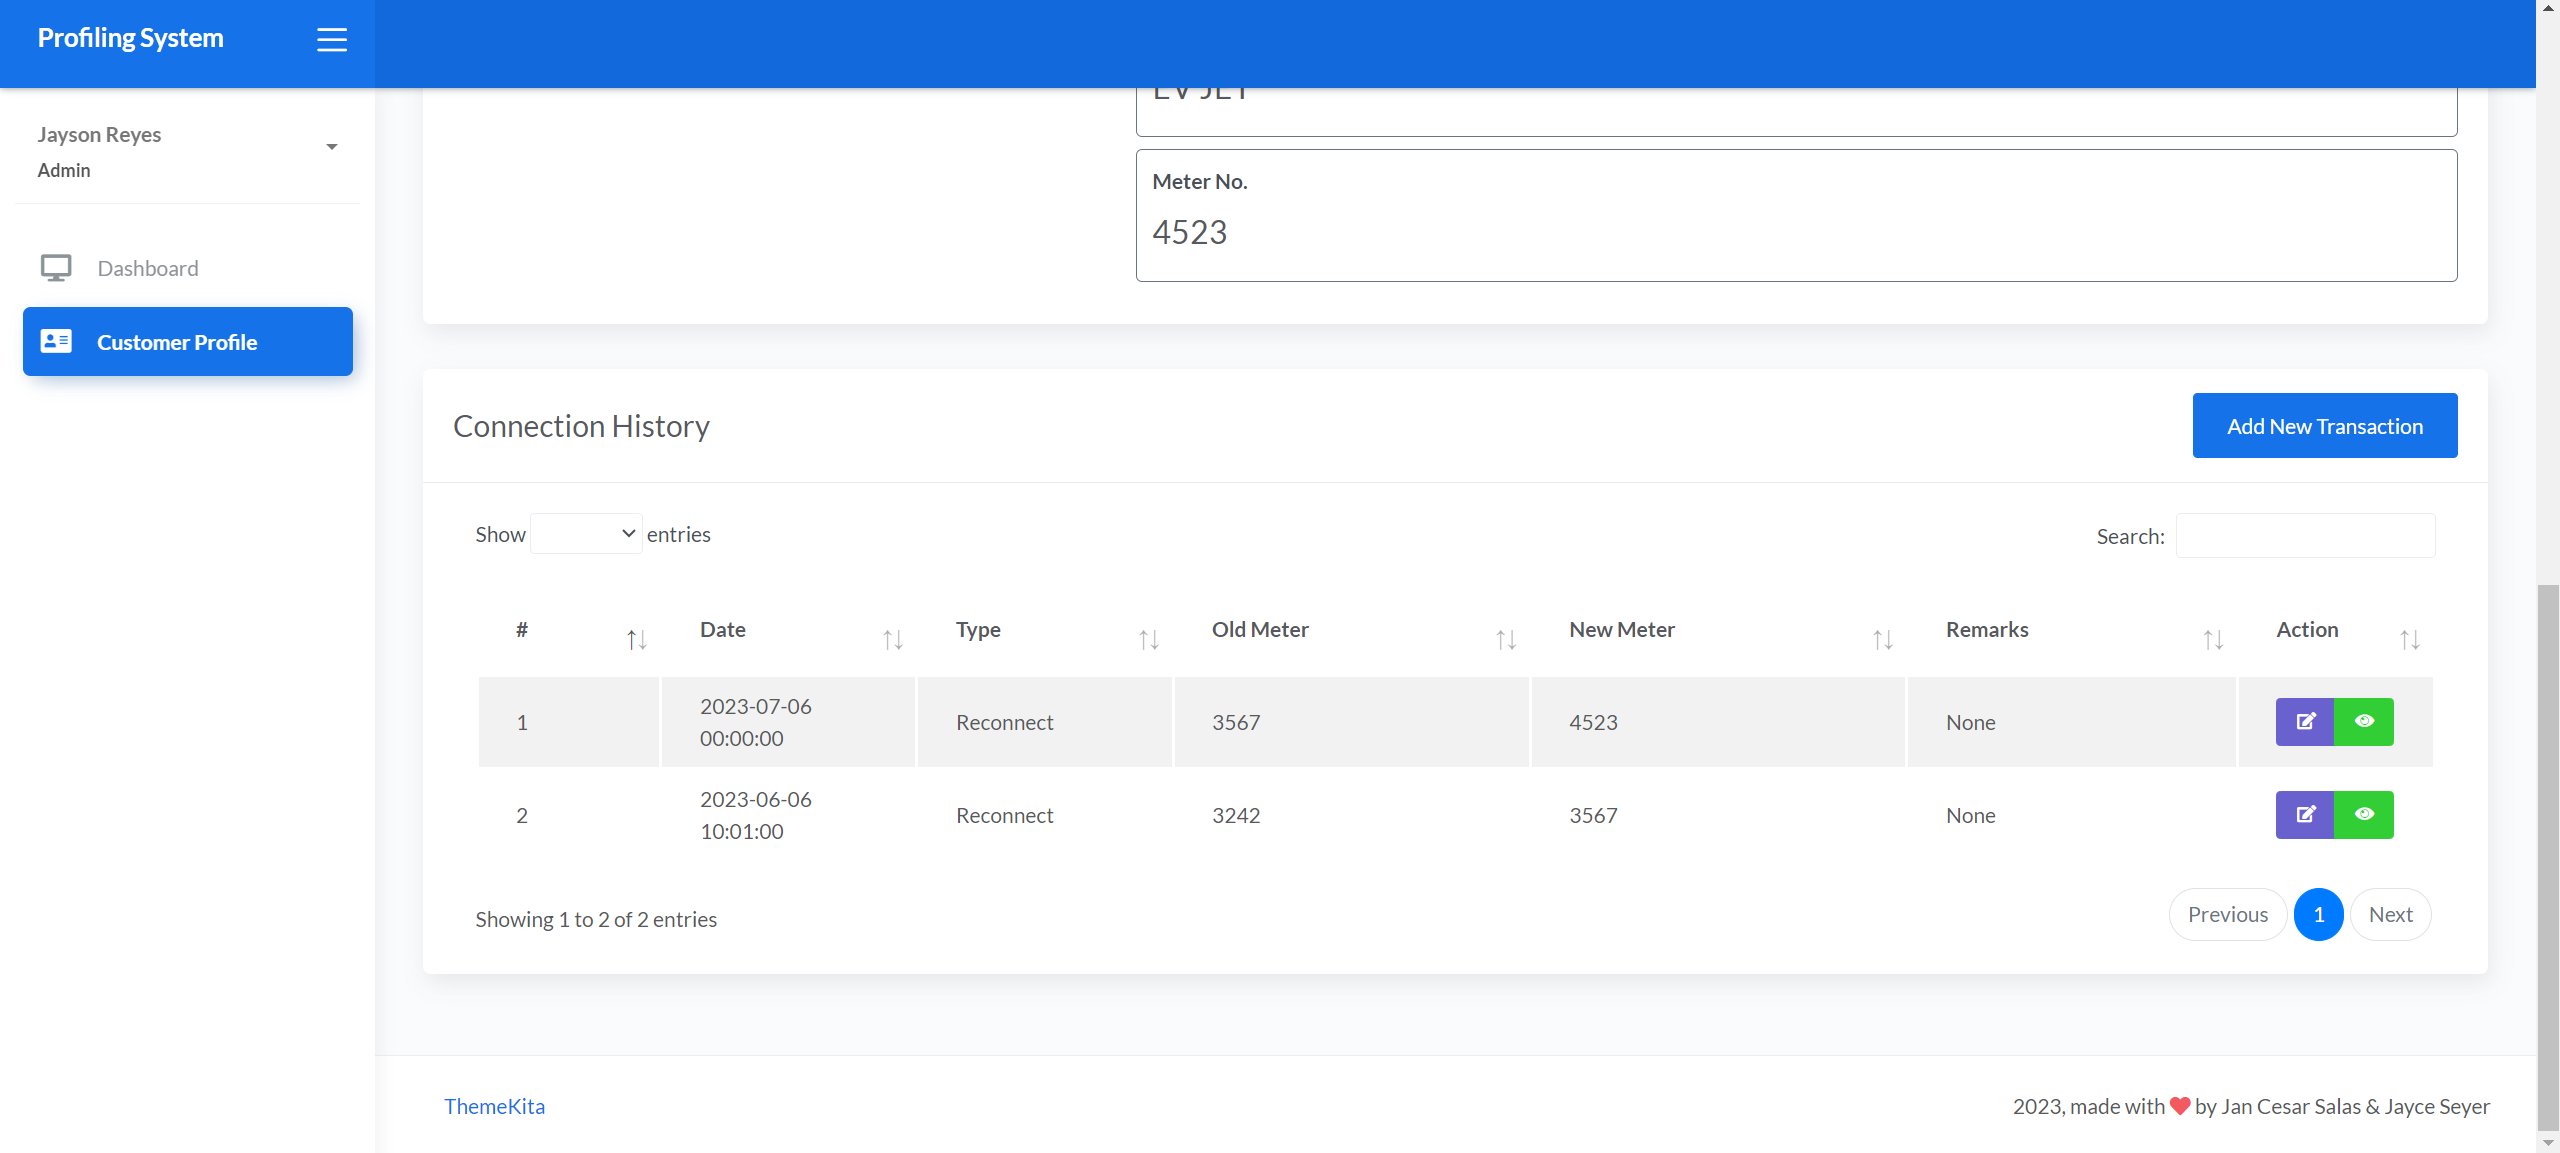 Profiling System
Jayson Reyes
Admin
Dashboard
Customer Profile
Meter No.
4523
Connection History
Add New Transaction
Show entries
Search:
# Date Type Old Meter New Meter Remarks Action
1 2023-07-06 00:00:00 Reconnect 3567 4523 None
2 2023-06-06 10:01:00 Reconnect 3242 3567 None
Showing 1 to 2 of 2 entries
Previous 1 Next
ThemeKita
2023, made with by Jan Cesar Salas & Jayce Seyer